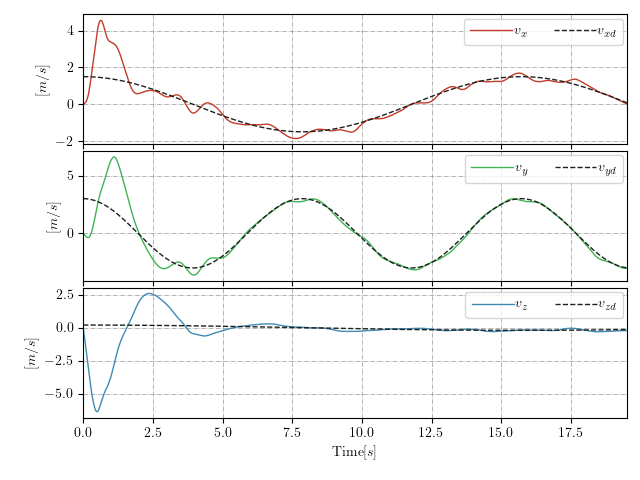 [m/s]
4
2
0
−2
v_x
v_xd
[m/s]
5
0
v_y
v_yd
[m/s]
2.5
0.0
−2.5
−5.0
v_z
v_zd
0.0 2.5 5.0 7.5 10.0 12.5 15.0 17.5
Time[s]